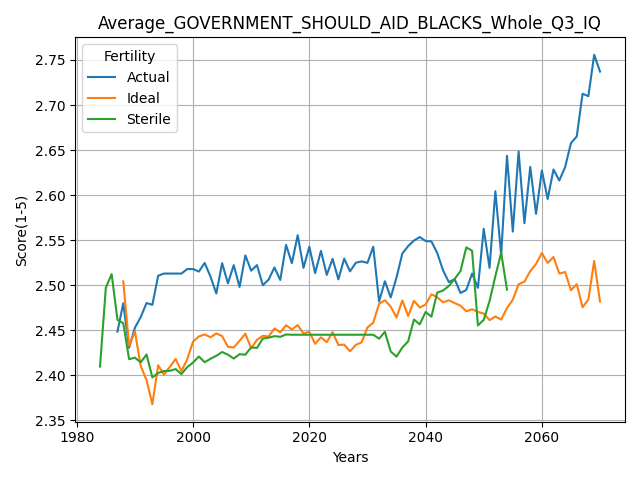 Average_GOVERNMENT_SHOULD_AID_BLACKS_Whole_Q3_IQ
Fertility
Actual
Ideal
Sterile
Score(1-5)
2.75
2.70
2.65
2.60
2.55
2.50
2.45
2.40
2.35
1980 2000 2020 2040 2060
Years